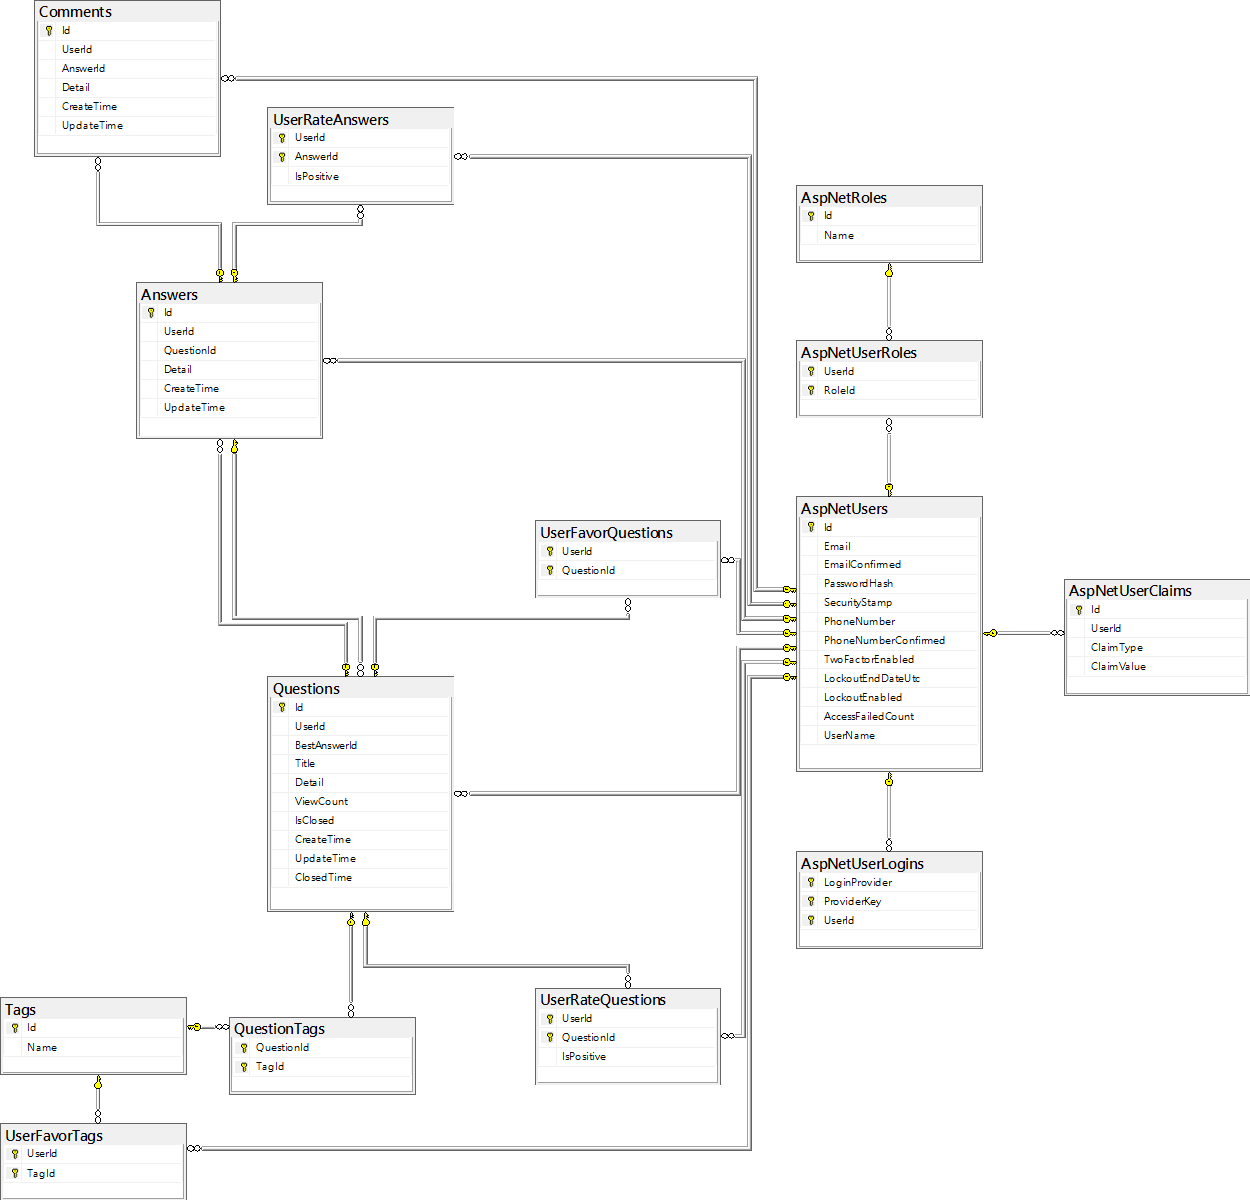 Comments
Id
UserId
AnswerId
Detail
CreateTime
UpdateTime
UserRateAnswers
UserId
AnswerId
IsPositive
AspNetRoles
Id
Name
Answers
Id
UserId
QuestionId
Detail
CreateTime
UpdateTime
AspNetUserRoles
UserId
RoleId
UserFavorQuestions
UserId
QuestionId
AspNetUsers
Id
Email
EmailConfirmed
PasswordHash
SecurityStamp
PhoneNumber
PhoneNumberConfirmed
TwoFactorEnabled
LockoutEndDateUtc
LockoutEnabled
AccessFailedCount
UserName
AspNetUserClaims
Id
UserId
ClaimType
ClaimValue
Questions
Id
UserId
BestAnswerId
Title
Detail
ViewCount
IsClosed
CreateTime
UpdateTime
ClosedTime
AspNetUserLogins
LoginProvider
ProviderKey
UserId
Tags
Id
Name
QuestionTags
QuestionId
TagId
UserRateQuestions
UserId
QuestionId
IsPositive
UserFavorTags
UserId
TagId